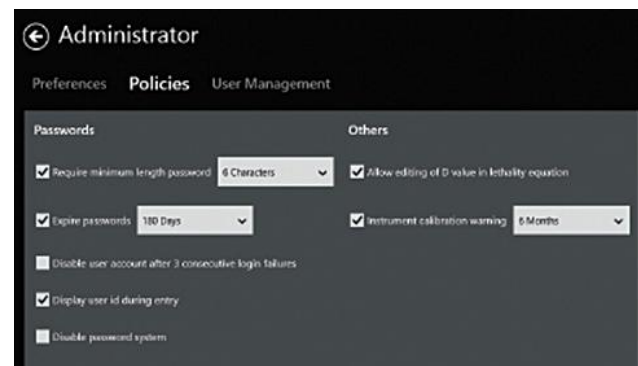 Administrator
Preferences Policies User Management
Passwords
Require minimum length password 6 Characters
Expire passwords 180 Days
Disable user account after 3 consecutive login failures
Display user id during entry
Disable password system
Others
Allow editing of D value in lethality equation
Instrument calibration warning 6 Months